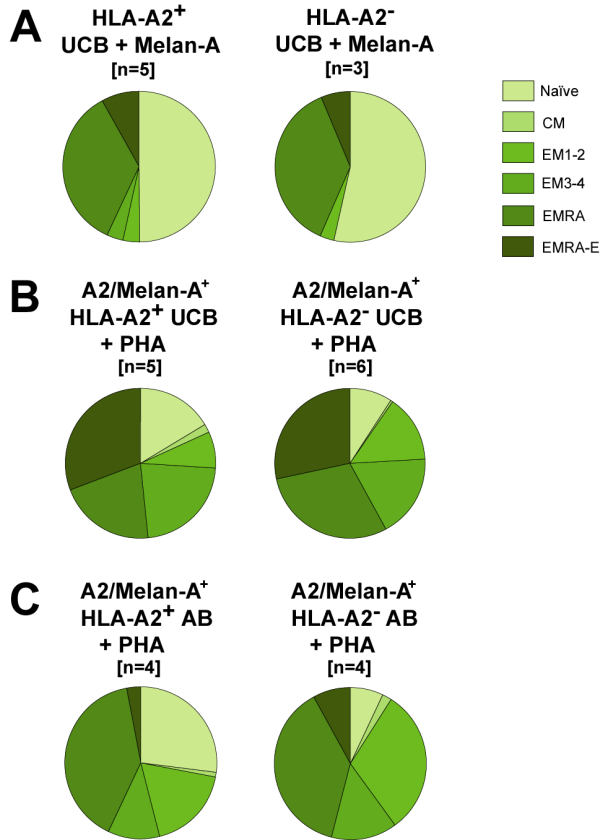 A
HLA-A2+
UCB + Melan-A
[n=5]
HLA-A2-
UCB + Melan-A
[n=3]
Naïve
CM
EM1-2
EM3-4
EMRA
EMRA-E
B
A2/Melan-A+
HLA-A2+ UCB
+ PHA
[n=5]
A2/Melan-A+
HLA-A2- UCB
+ PHA
[n=6]
C
A2/Melan-A+
HLA-A2+ AB
+ PHA
[n=4]
A2/Melan-A+
HLA-A2- AB
+ PHA
[n=4]